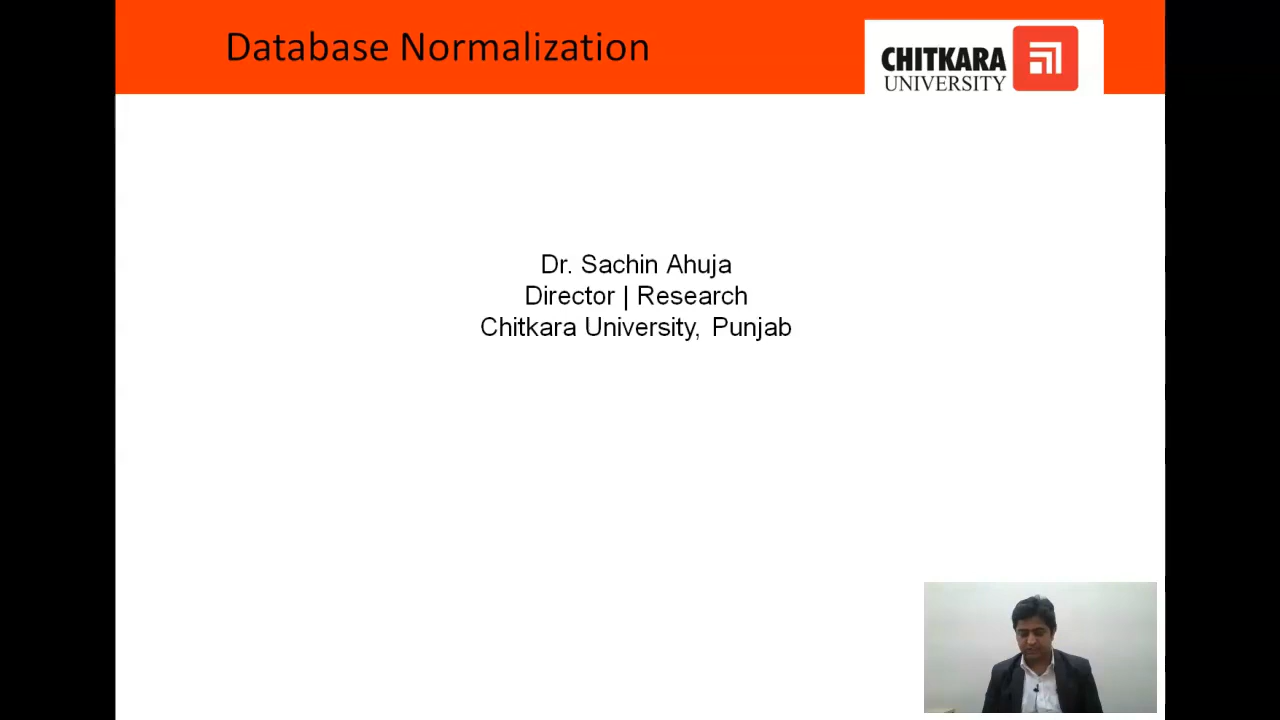 Database Normalization
CHITKARA
UNIVERSITY
Dr. Sachin Ahuja
Director | Research
Chitkara University, Punjab